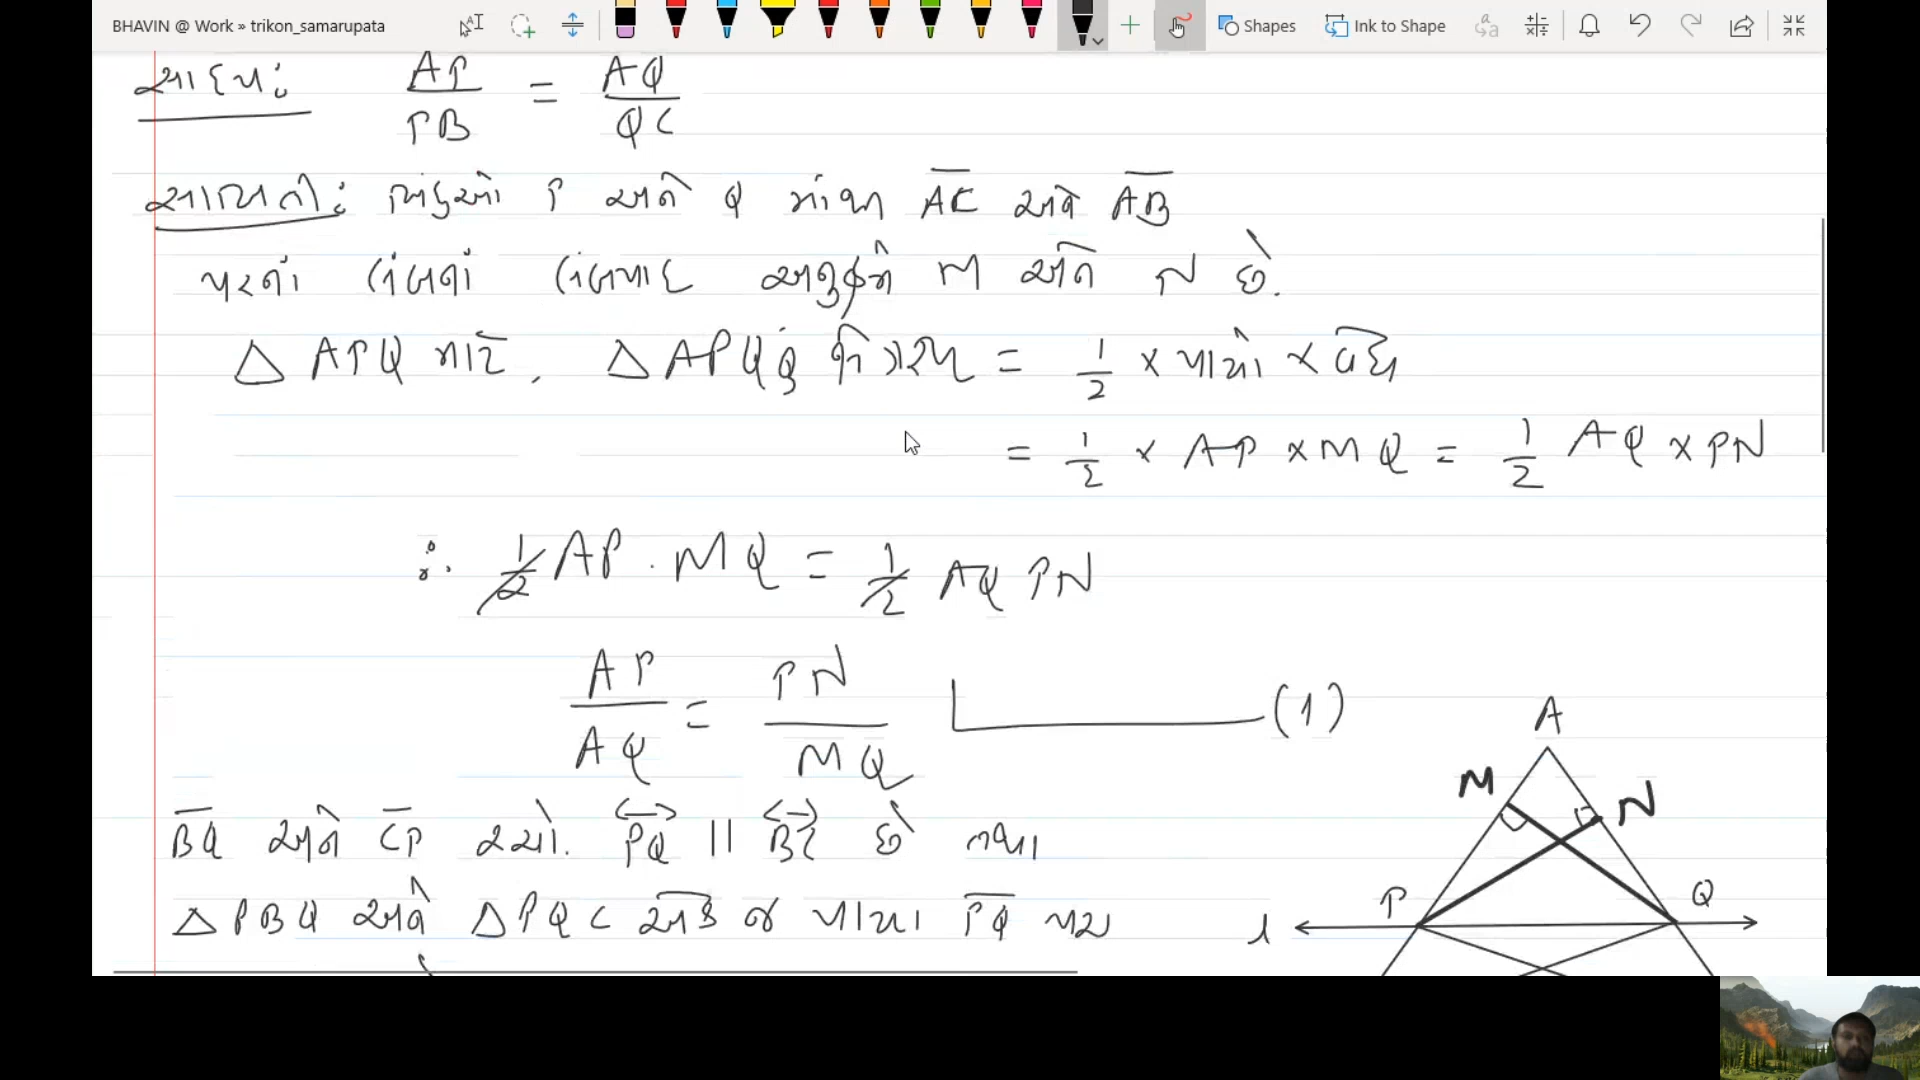 BHAVIN @ Work » trikon_samarupata
Shapes
Ink to Shape
સાધ્ય: AP/PB = AQ/QC
સાબિતી: બિંદુઓ P અને Q માંથી AC અને AB
પરનાં લંબનાં લંબપાદ અનુક્રમે M અને N છે.
△ APQ માટે, △ APQ નું ક્ષેત્રફળ = 1/2 × પાયો × વેધ
= 1/2 × AP × MQ = 1/2 AQ × PN
∴ 1/2 AP . MQ = 1/2 AQ PN
AP/AQ = PN/MQ (1)
BQ અને CP રચો. PQ || BC છે તથા
△ PBQ અને △ PQC એક જ પાયા PQ પર
A
M
N
P
Q
l